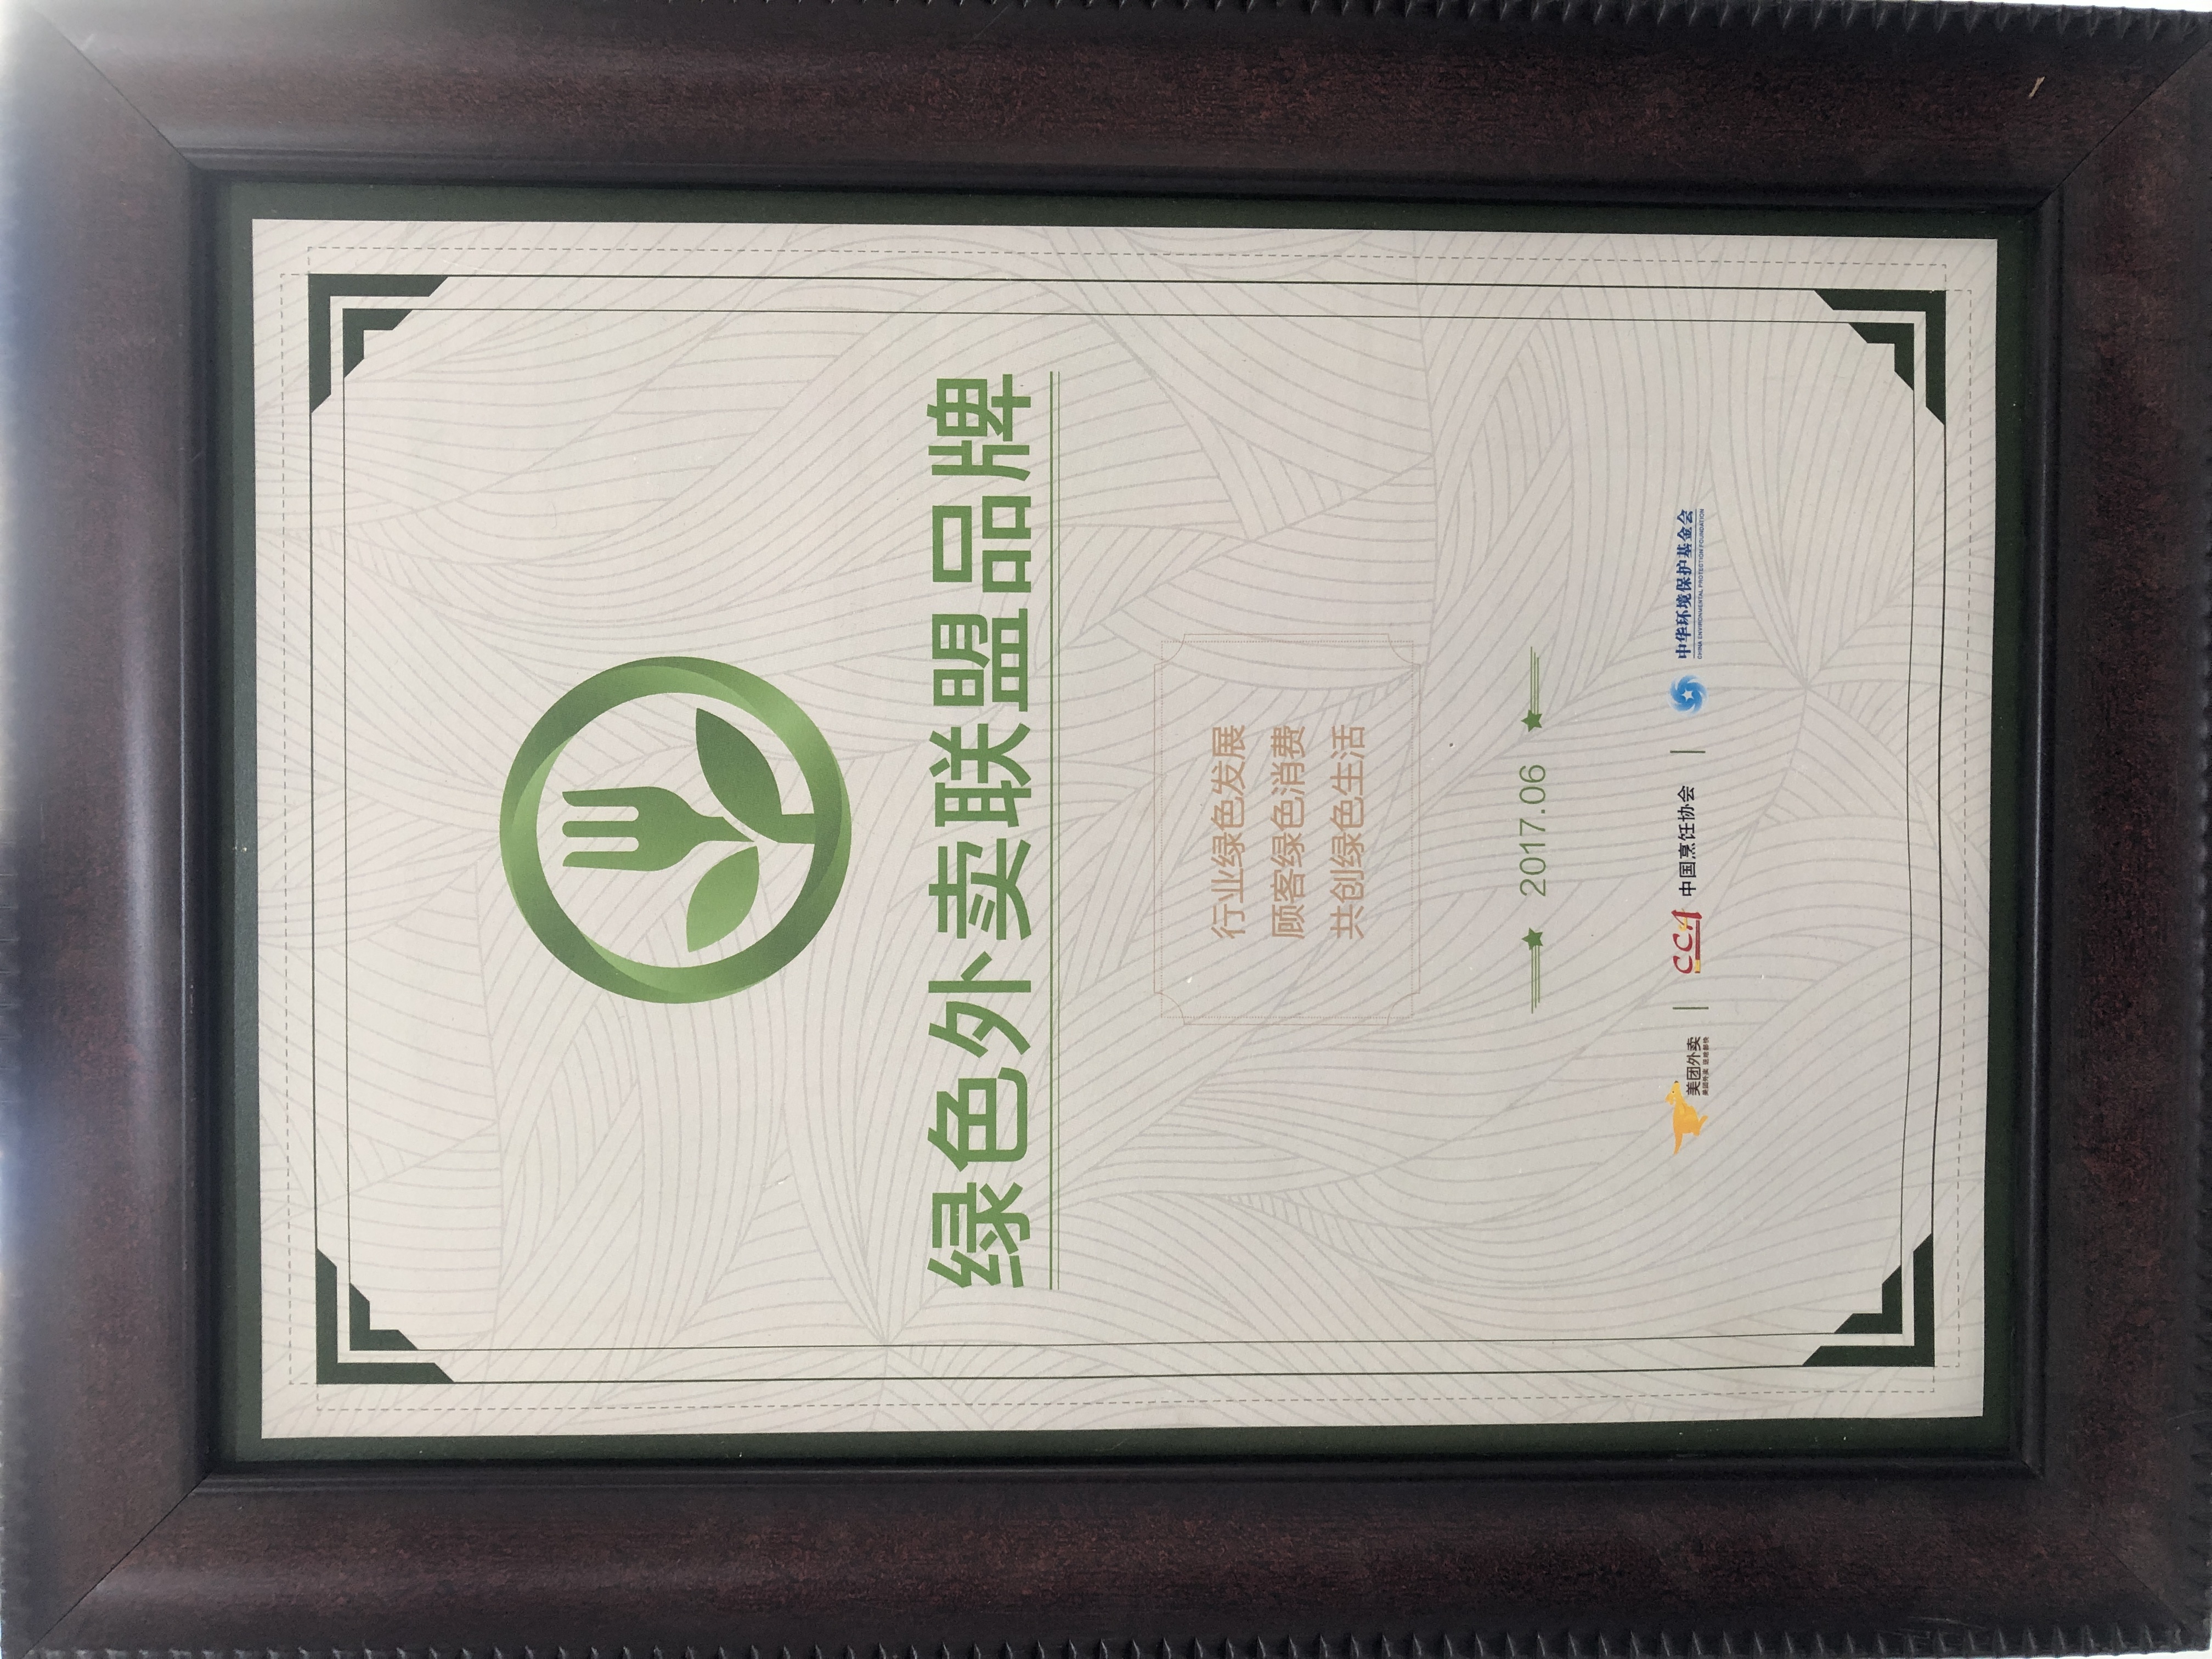 绿色外卖联盟品牌
行业绿色发展
顾客绿色消费
共创绿色生活
2017.06
美团外卖
美团外卖 送啥都快
CCA 中国烹饪协会
中华环境保护基金会
CHINA ENVIRONMENTAL PROTECTION FOUNDATION